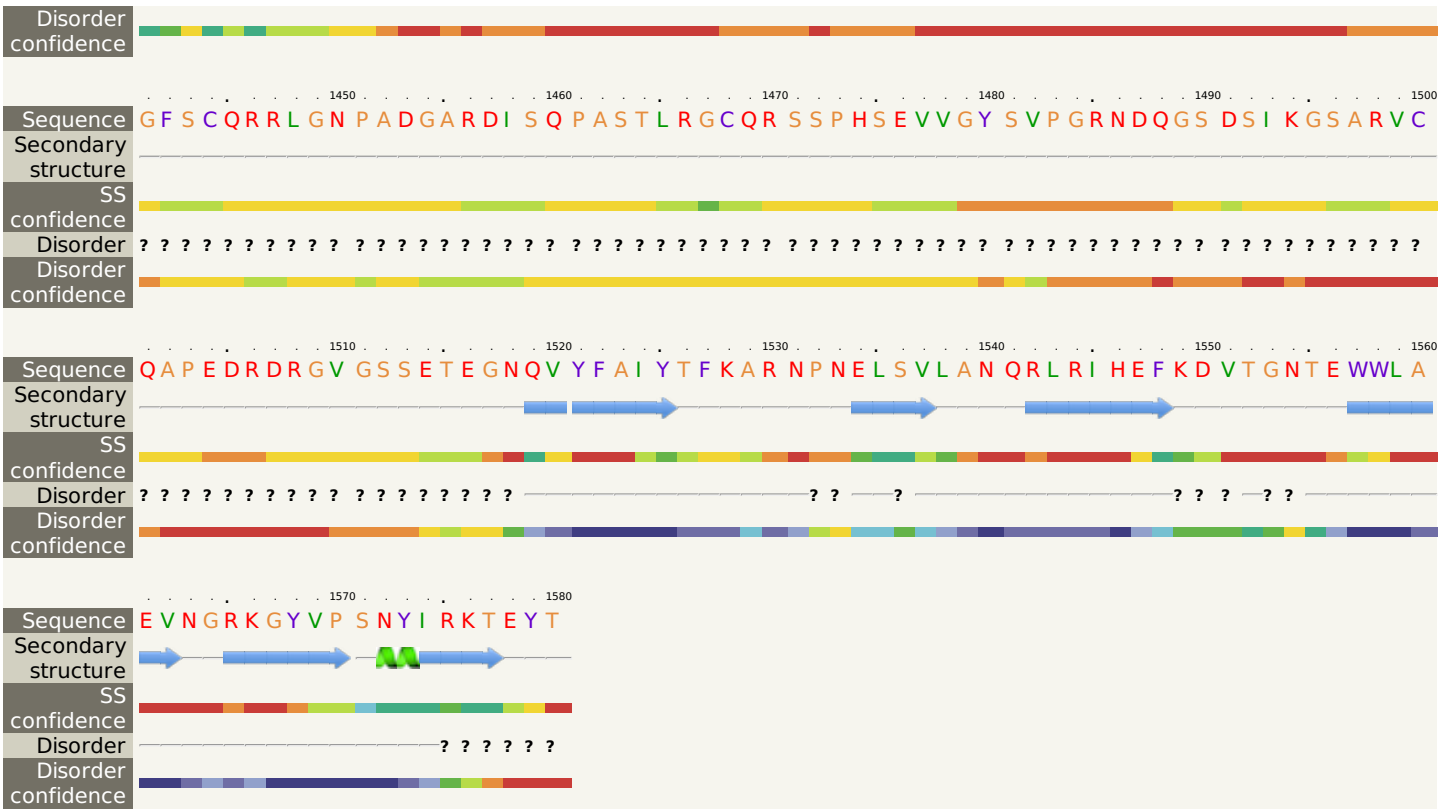 Disorder
confidence
1450 1460 1470 1480 1490 1500
Sequence G F S C Q R R L G N P A D G A R D I S Q P A S T L R G C Q R S S P H S E V V G Y S V P G R N D Q G S D S I K G S A R V C
Secondary
structure
SS
confidence
Disorder ? ? ? ? ? ? ? ? ? ? ? ? ? ? ? ? ? ? ? ? ? ? ? ? ? ? ? ? ? ? ? ? ? ? ? ? ? ? ? ? ? ? ? ? ? ? ? ? ? ? ? ? ? ? ? ? ? ? ? ?
Disorder
confidence
1510 1520 1530 1540 1550 1560
Sequence Q A P E D R D R G V G S S E T E G N Q V Y F A I Y T F K A R N P N E L S V L A N Q R L R I H E F K D V T G N T E W W L A
Secondary
structure
SS
confidence
Disorder ? ? ? ? ? ? ? ? ? ? ? ? ? ? ? ? ? ? ? ? ? ? ? ? ? ?
Disorder
confidence
1570 1580
Sequence E V N G R K G Y V P S N Y I R K T E Y T
Secondary
structure
SS
confidence
Disorder ? ? ? ? ? ?
Disorder
confidence